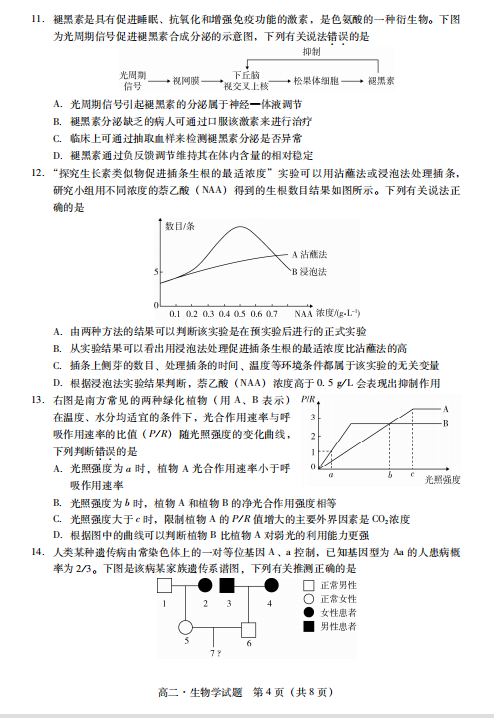 11. 褪黑素是具有促进睡眠、抗氧化和增强免疫功能的激素，是色氨酸的一种衍生物。下图
为光周期信号促进褪黑素合成分泌的示意图，下列有关说法错误的是
抑制
光周期信号 视网膜 下丘脑视交叉上核 松果体细胞 褪黑素
A. 光周期信号引起褪黑素的分泌属于神经—体液调节
B. 褪黑素分泌缺乏的病人可通过口服该激素来进行治疗
C. 临床上可通过抽取血样来检测褪黑素分泌是否异常
D. 褪黑素通过负反馈调节维持其在体内含量的相对稳定
12. “探究生长素类似物促进插条生根的最适浓度”实验可以用沾蘸法或浸泡法处理插条，
研究小组用不同浓度的萘乙酸（NAA）得到的生根数目结果如图所示。下列有关说法正
确的是
数目/条
A 沾蘸法
B 浸泡法
5
0
0.1 0.2 0.3 0.4 0.5 0.6 0.7 NAA 浓度/(g·L⁻¹)
A. 由两种方法的结果可以判断该实验是在预实验后进行的正式实验
B. 从实验结果可以看出用浸泡法处理促进插条生根的最适浓度比沾蘸法的高
C. 插条上侧芽的数目、处理插条的时间、温度等环境条件都属于该实验的无关变量
D. 根据浸泡法实验结果判断，萘乙酸（NAA）浓度高于 0.5 g/L 会表现出抑制作用
13. 右图是南方常见的两种绿化植物（用 A、B 表示）
在温度、水分均适宜的条件下，光合作用速率与呼
吸作用速率的比值（P/R）随光照强度的变化曲线，
下列判断错误的是
P/R
3
2
1
0
A
B
a b c
光照强度
A. 光照强度为 a 时，植物 A 光合作用速率小于呼
吸作用速率
B. 光照强度为 b 时，植物 A 和植物 B 的净光合作用强度相等
C. 光照强度大于 c 时，限制植物 A 的 P/R 值增大的主要外界因素是 CO₂浓度
D. 根据图中的曲线可以判断植物 B 比植物 A 对弱光的利用能力更强
14. 人类某种遗传病由常染色体上的一对等位基因 A、a 控制，已知基因型为 Aa 的人患病概
率为 2/3。下图是该病某家族遗传系谱图，下列有关推测正确的是
1 2 3 4
5 6
7 ?
正常男性
正常女性
女性患者
男性患者
高二·生物学试题 第 4 页（共 8 页）